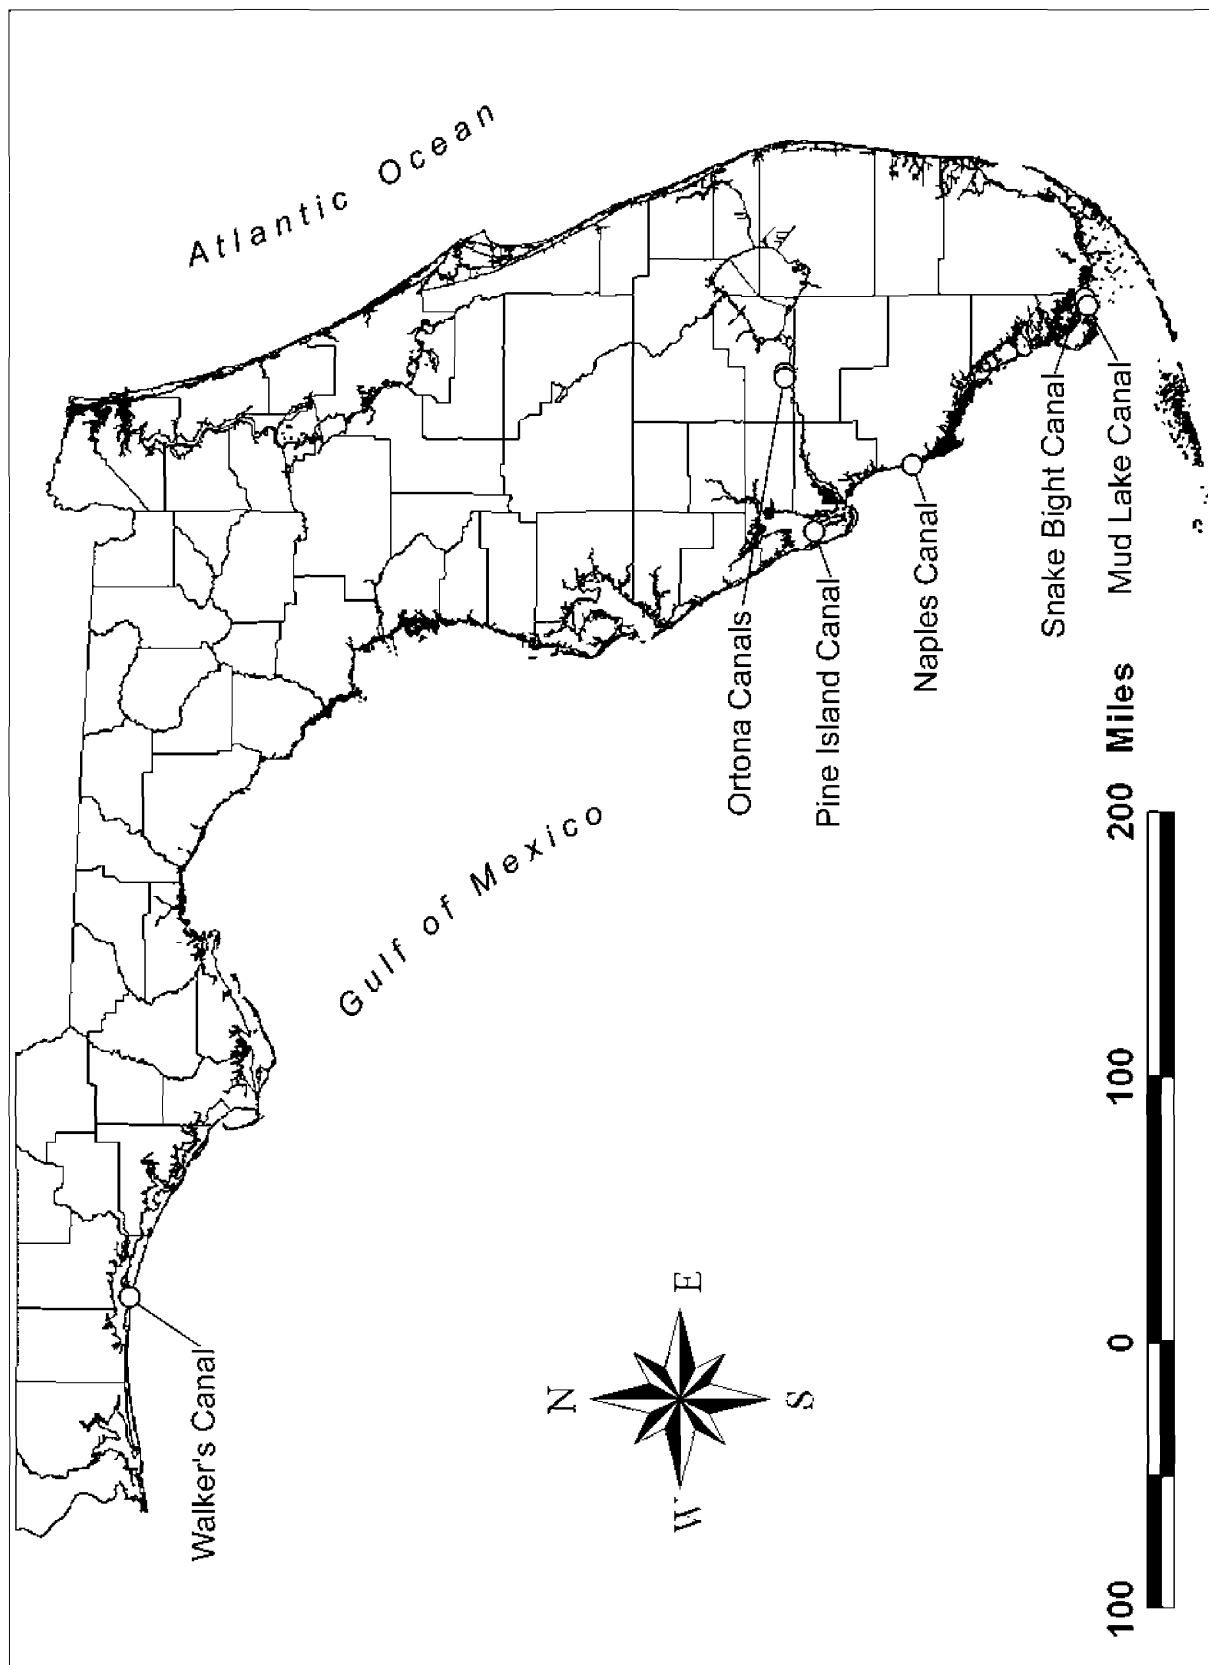 Atlantic Ocean
Gulf of Mexico
Walker's Canal
Ortona Canals
Pine Island Canal
Naples Canal
Snake Bight Canal
Mud Lake Canal
N
W
E
S
100 0 100 200 Miles